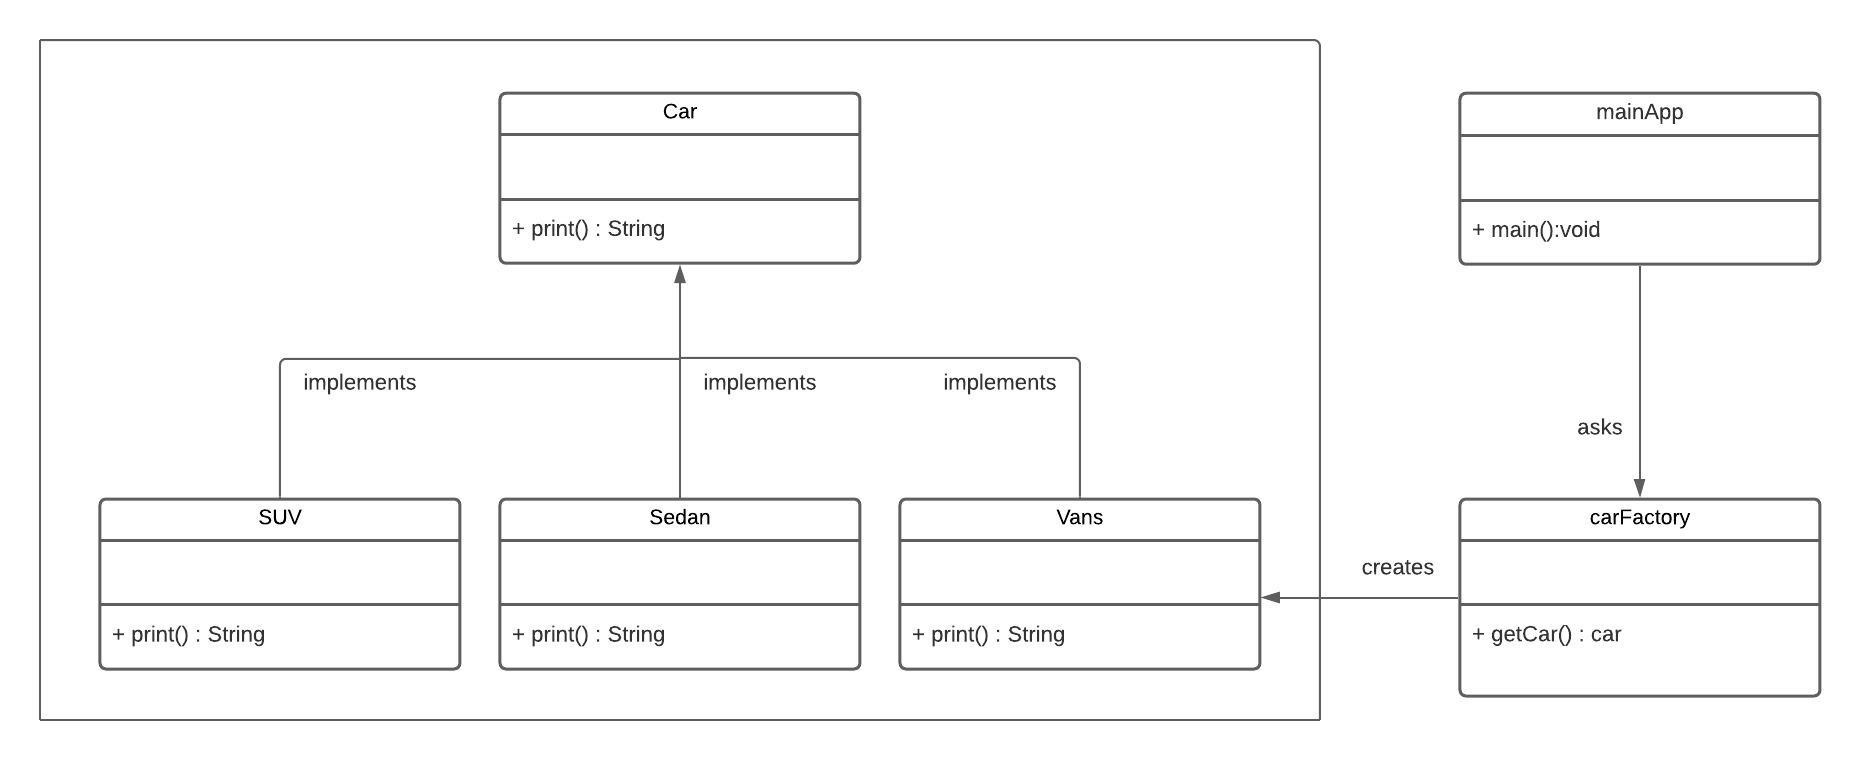 Car
+ print() : String
mainApp
+ main():void
implements
implements
implements
asks
SUV
+ print() : String
Sedan
+ print() : String
Vans
+ print() : String
creates
carFactory
+ getCar() : car